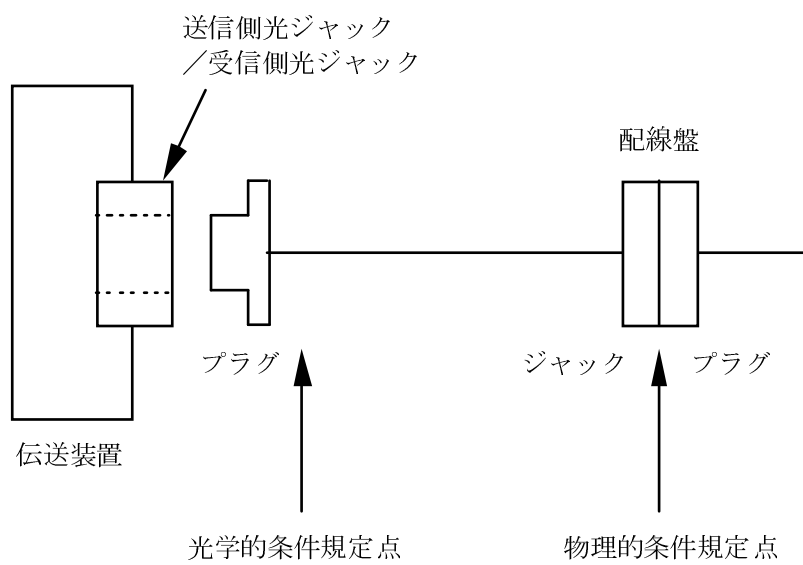 送信側光ジャック
／受信側光ジャック
配線盤
プラグ
ジャック
プラグ
伝送装置
光学的条件規定点
物理的条件規定点